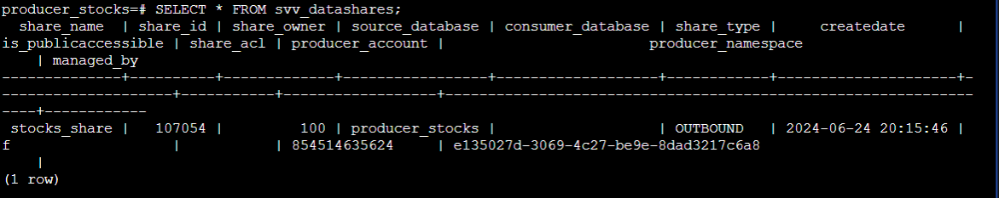 producer_stocks=# SELECT * FROM svv_datashares;
  share_name  | share_id | share_owner | source_database | consumer_database | share_type |     createdate      |
is_publicaccessible | share_acl | producer_account |                         producer_namespace
    | managed_by
--------------+----------+-------------+-----------------+-------------------+------------+---------------------+-
--------------------+-----------+------------------+--------------------------------------------------------------
----+------------
 stocks_share |   107054 |         100 | producer_stocks |                   | OUTBOUND   | 2024-06-24 20:15:46 |
f                   |           | 854514635624     | e135027d-3069-4c27-be9e-8dad3217c6a8
    |
(1 row)